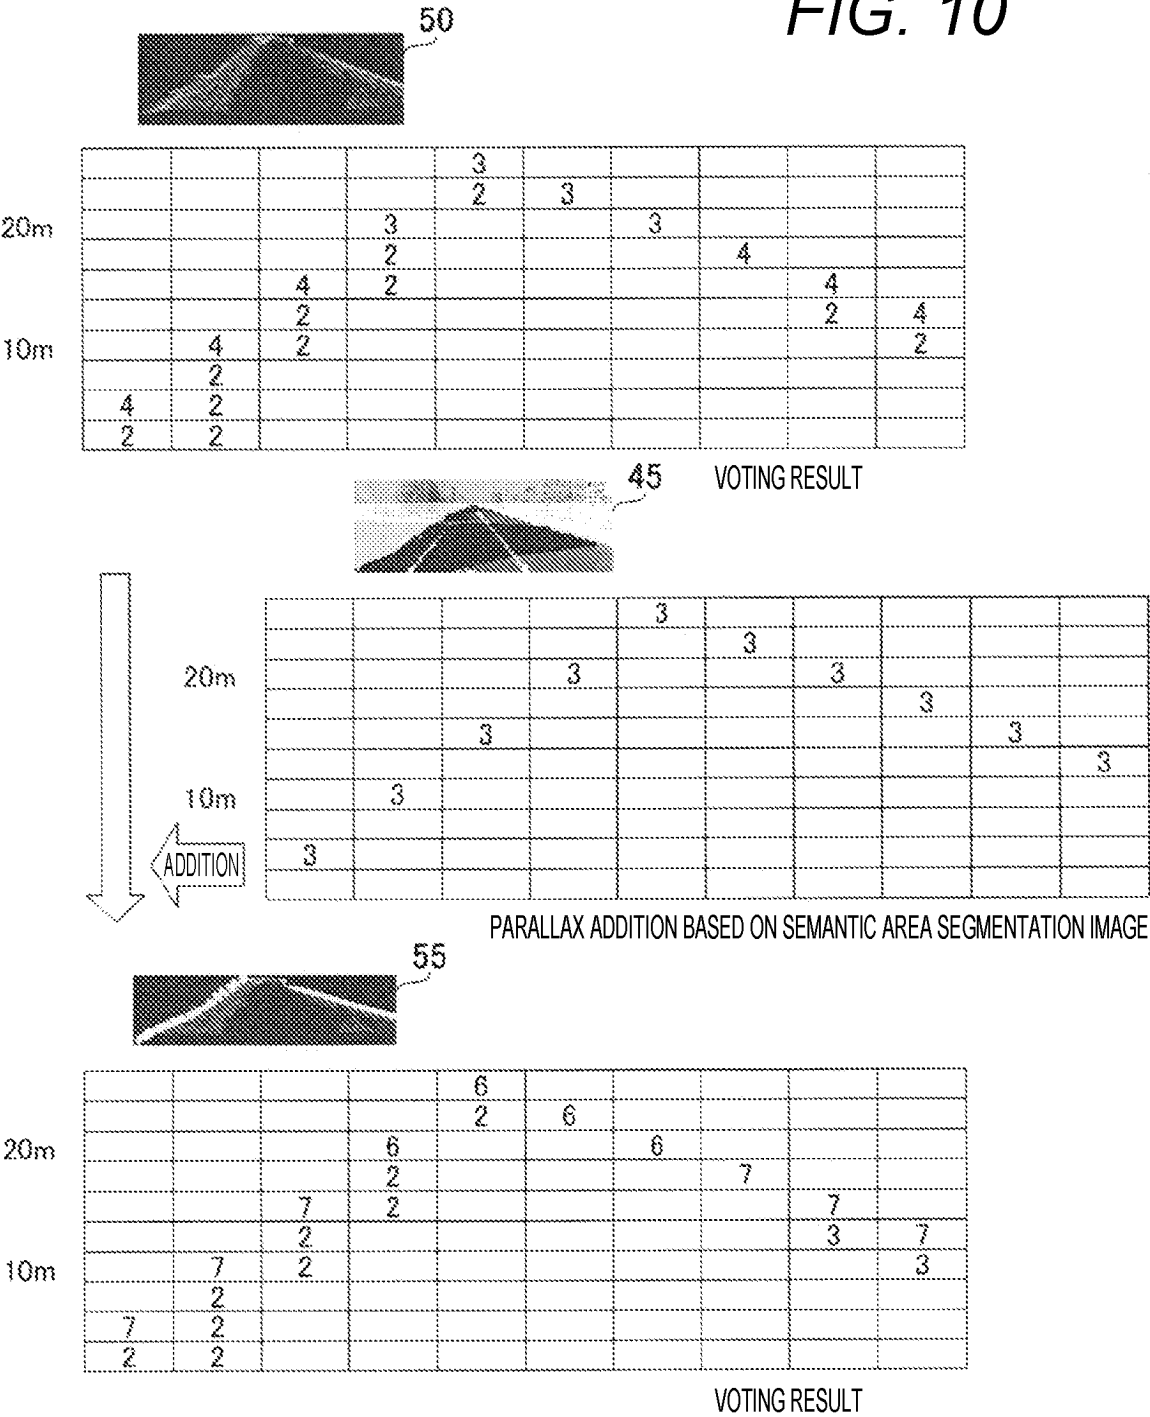 FIG. 10
50
3
2 3
20m 3 3
2 4
4 2 4
2 2 4
10m 4 2 2
2
4 2
2 2
VOTING RESULT
45
3
3
20m 3 3
3
3 3
3
10m 3
3
ADDITION
PARALLAX ADDITION BASED ON SEMANTIC AREA SEGMENTATION IMAGE
55
6
2 6
20m 6 6
2 7
7 2 7
2 3 7
10m 7 2 3
2
7 2
2 2
VOTING RESULT